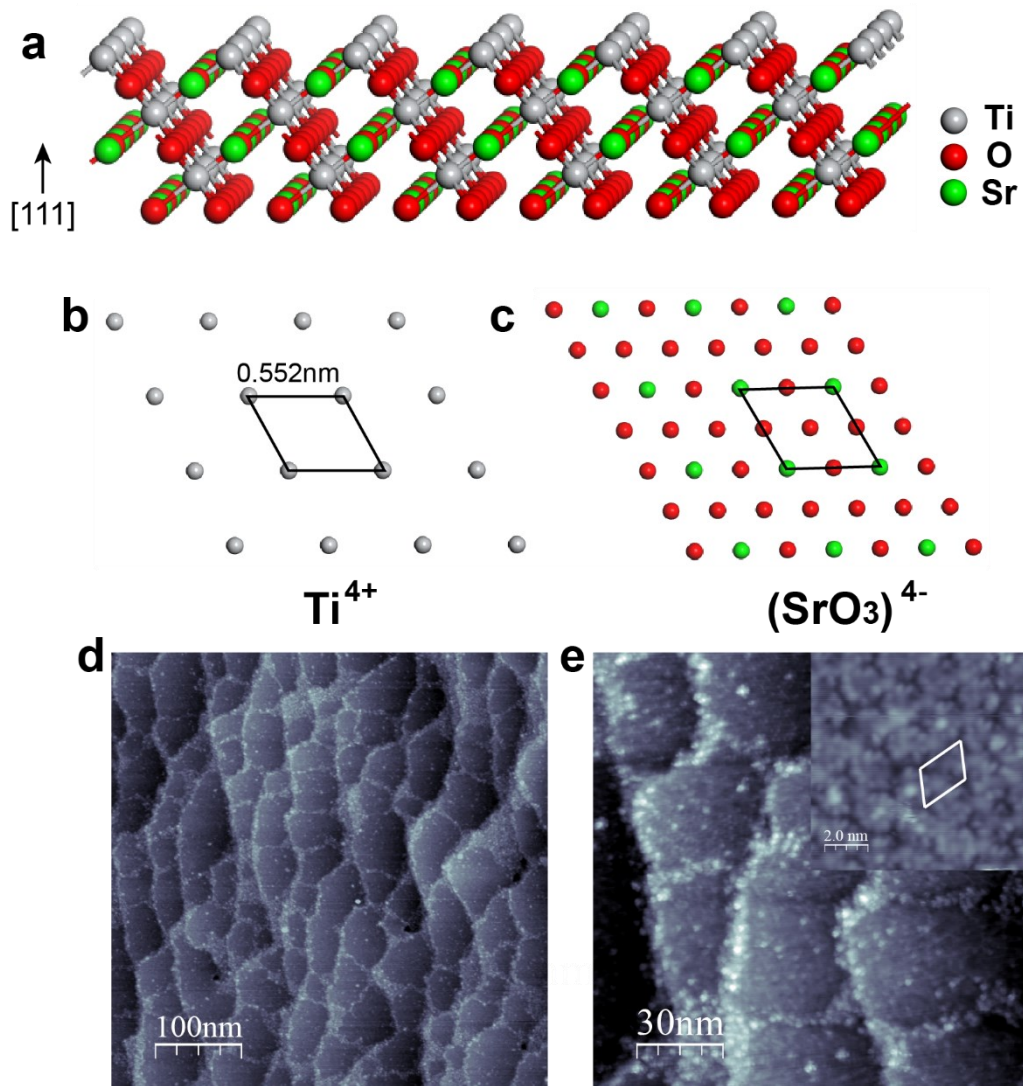 a
Ti
O
Sr
[111]
b
c
0.552nm
Ti4+
(SrO3)4-
d
e
2.0 nm
100nm
30nm